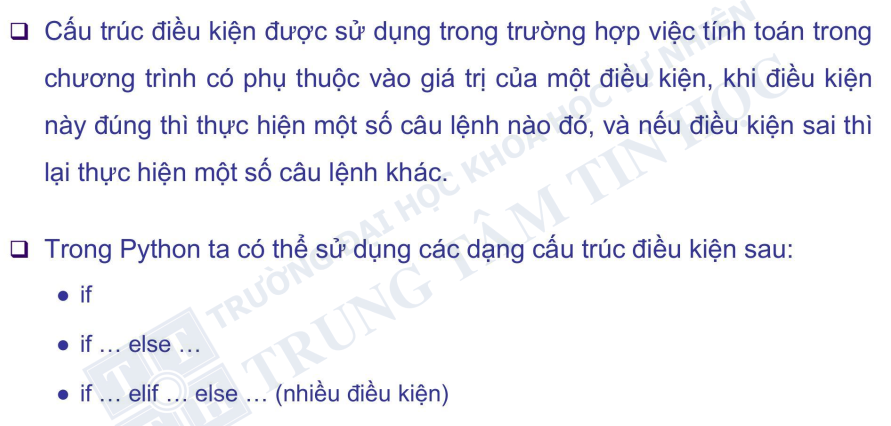 ❑ Cấu trúc điều kiện được sử dụng trong trường hợp việc tính toán trong
chương trình có phụ thuộc vào giá trị của một điều kiện, khi điều kiện
này đúng thì thực hiện một số câu lệnh nào đó, và nếu điều kiện sai thì
lại thực hiện một số câu lệnh khác.
❑ Trong Python ta có thể sử dụng các dạng cấu trúc điều kiện sau:
• if
• if … else …
• if … elif … else … (nhiều điều kiện)
TRƯỜNG ĐẠI HỌC KHOA HỌC TỰ NHIÊN
TRUNG TÂM TIN HỌC